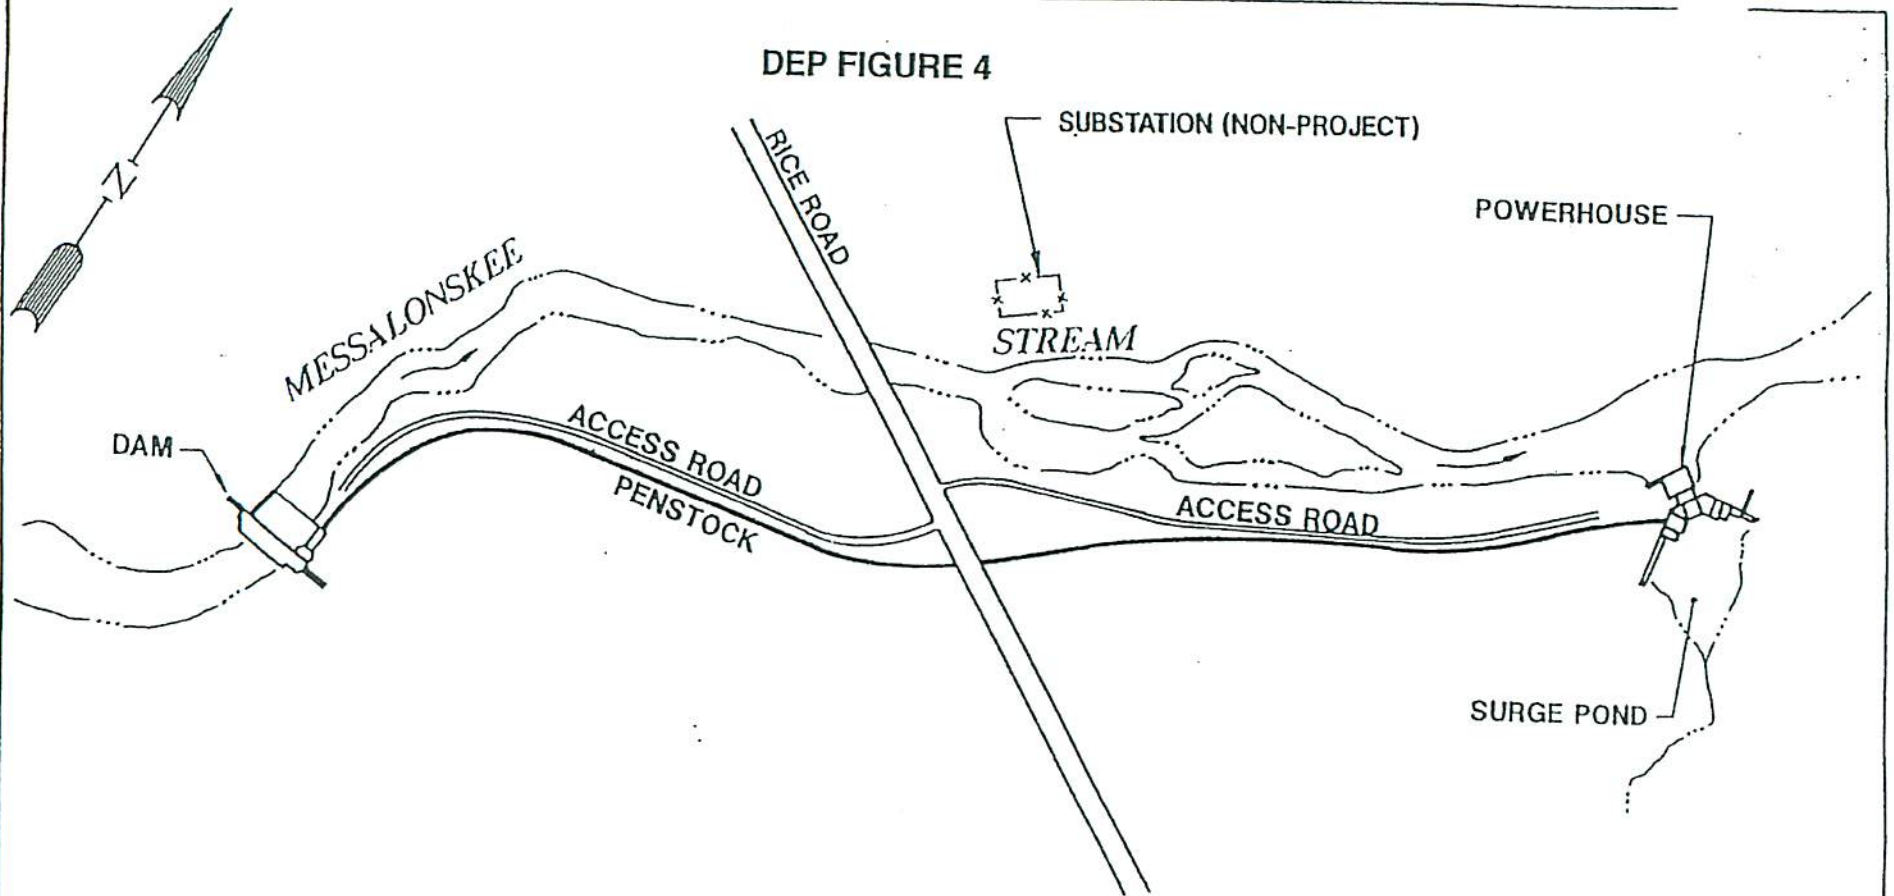 DEP FIGURE 4
SUBSTATION (NON-PROJECT)
RICE ROAD
POWERHOUSE
N
MESSALONSKEE
STREAM
DAM
ACCESS ROAD
PENSTOCK
ACCESS ROAD
SURGE POND